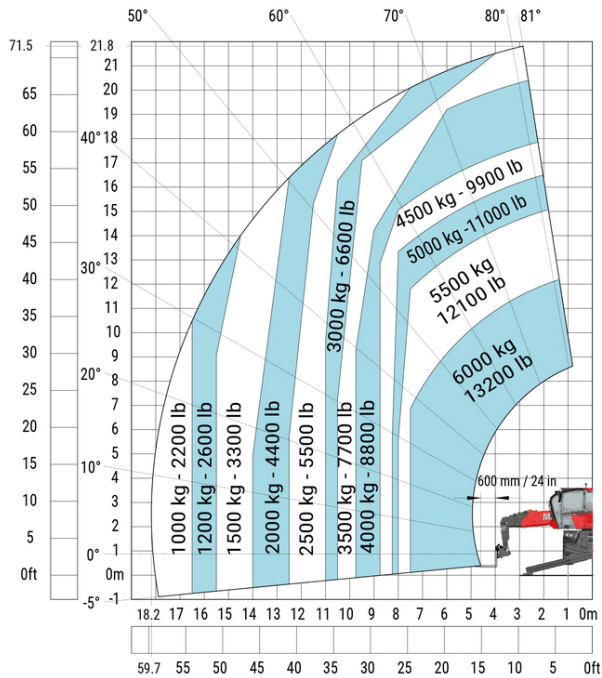 50° 60° 70° 80° 81°
71.5 21.8
21
65 20
19
60 40° 18
17
55 16
50 15
14
45 30° 13
40 12
11
35 10
30 9
20° 8
25 7
20 6
5
15 10° 4
10 3
2
5 0° 1
0ft 0m
-5° -1
1000 kg - 2200 lb
1200 kg - 2600 lb
1500 kg - 3300 lb
2000 kg - 4400 lb
2500 kg - 5500 lb
3000 kg - 6600 lb
3500 kg - 7700 lb
4000 kg - 8800 lb
4500 kg - 9900 lb
5000 kg -11000 lb
5500 kg
12100 lb
6000 kg
13200 lb
600 mm / 24 in
18.2 17 16 15 14 13 12 11 10 9 8 7 6 5 4 3 2 1 0m
59.7 55 50 45 40 35 30 25 20 15 10 5 0ft